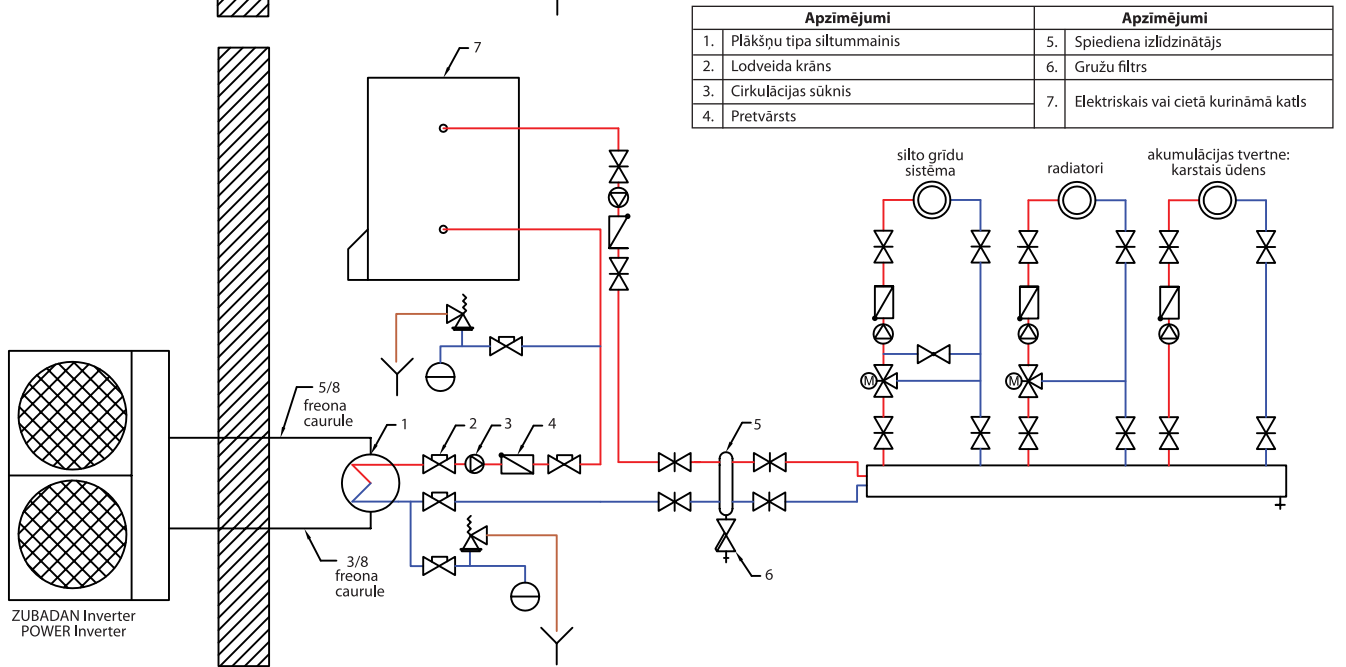 Apzīmējumi Apzīmējumi
1. Plākšņu tipa siltummainis 5. Spiediena izlīdzinātājs
2. Lodveida krāns 6. Gružu filtrs
3. Cirkulācijas sūknis 7. Elektriskais vai cietā kurināmā katls
4. Pretvārsts
7
silto grīdu
sistēma
radiatori
akumulācijas tvertne:
karstais ūdens
M
M
5/8
freona
caurule
1
2
3
4
5
3/8
freona
caurule
6
ZUBADAN Inverter
POWER Inverter